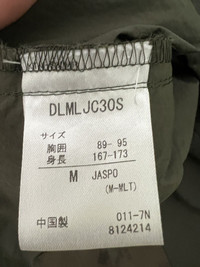 DLMLJC30S
サイズ
胸囲 89- 95
身長 167-173
M JASPO
(M-MLT)
中国製 011-7N
8124214